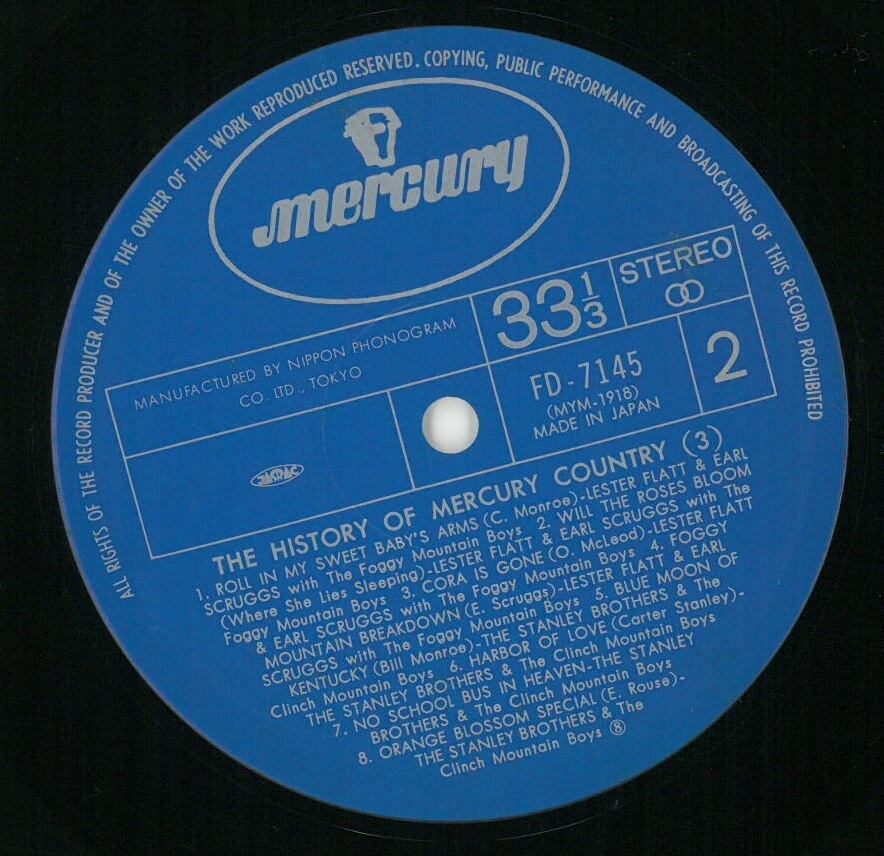 ALL RIGHTS OF THE RECORD PRODUCER AND OF THE OWNER OF THE WORK REPRODUCED RESERVED. COPYING, PUBLIC PERFORMANCE AND BROADCASTING OF THIS RECORD PROHIBITED
mercury
MANUFACTURED BY NIPPON PHONOGRAM
CO. LTD., TOKYO
33 1/3
STEREO
JASRAC
FD-7145
(MYM-1918)
MADE IN JAPAN
2
THE HISTORY OF MERCURY COUNTRY (3)
1. ROLL IN MY SWEET BABY'S ARMS (C. Monroe)-LESTER FLATT & EARL
SCRUGGS with The Foggy Mountain Boys 2. WILL THE ROSES BLOOM
(Where She Lies Sleeping)-LESTER FLATT & EARL SCRUGGS with The
Foggy Mountain Boys 3. CORA IS GONE (O. McLeod)-LESTER FLATT
& EARL SCRUGGS with The Foggy Mountain Boys 4. FOGGY
MOUNTAIN BREAKDOWN (E. Scruggs)-LESTER FLATT & EARL
SCRUGGS with The Foggy Mountain Boys 5. BLUE MOON OF
KENTUCKY (Bill Monroe)-THE STANLEY BROTHERS & The
Clinch Mountain Boys 6. HARBOR OF LOVE (Carter Stanley)-
THE STANLEY BROTHERS & The Clinch Mountain Boys
7. NO SCHOOL BUS IN HEAVEN-THE STANLEY
BROTHERS & The Clinch Mountain Boys
8. ORANGE BLOSSOM SPECIAL (E. Rouse)-
THE STANLEY BROTHERS & The
Clinch Mountain Boys ⑧